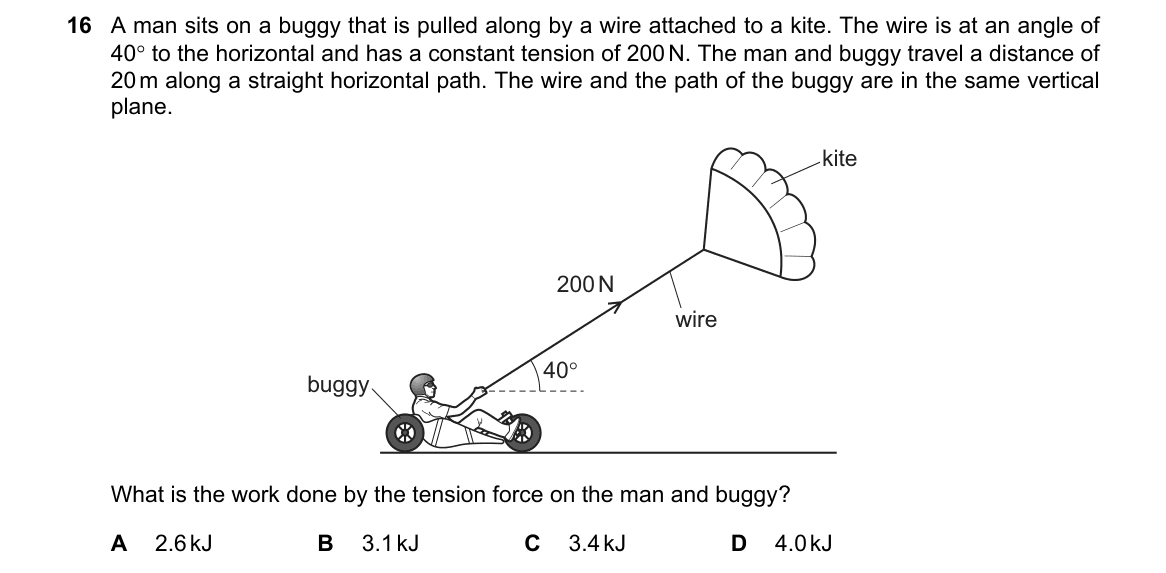 16 A man sits on a buggy that is pulled along by a wire attached to a kite. The wire is at an angle of
40° to the horizontal and has a constant tension of 200 N. The man and buggy travel a distance of
20 m along a straight horizontal path. The wire and the path of the buggy are in the same vertical
plane.
kite
200 N
wire
40°
buggy
What is the work done by the tension force on the man and buggy?
A 2.6 kJ B 3.1 kJ C 3.4 kJ D 4.0 kJ